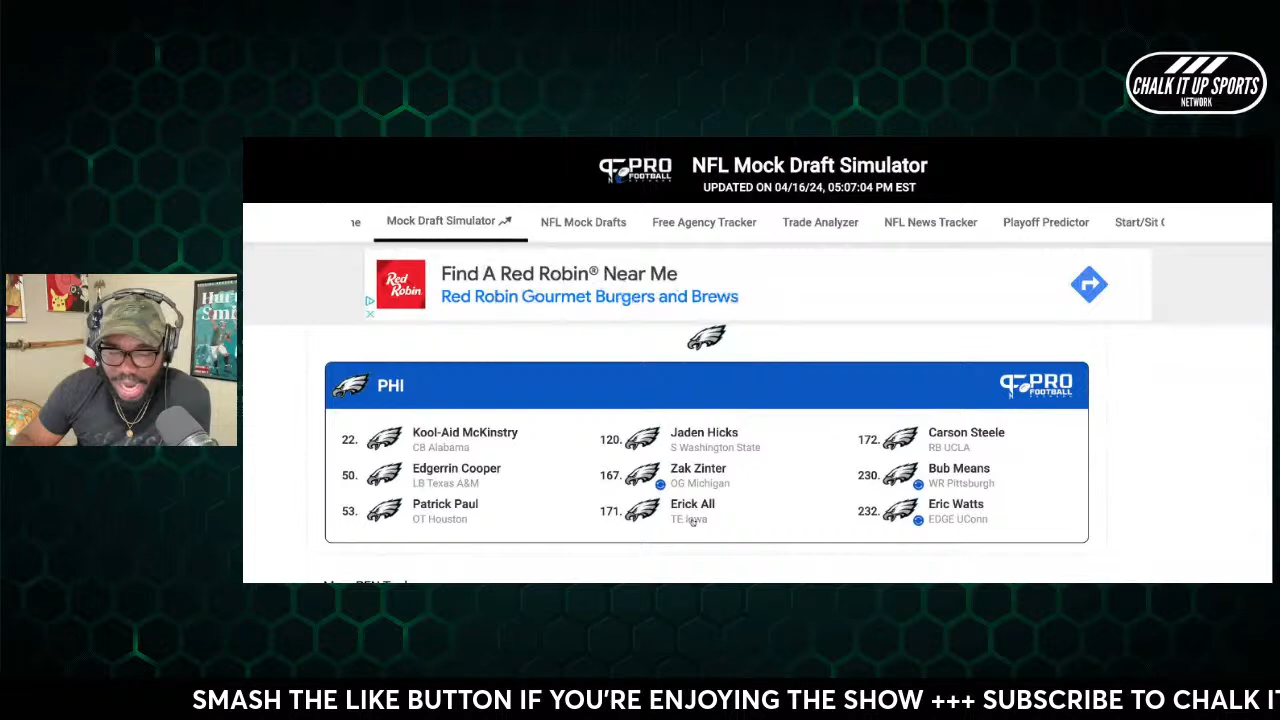 CHALK IT UP SPORTS
NETWORK
PRO
FOOTBALL
NETWORK
NFL Mock Draft Simulator
UPDATED ON 04/16/24, 05:07:04 PM EST
Mock Draft Simulator
NFL Mock Drafts
Free Agency Tracker
Trade Analyzer
NFL News Tracker
Playoff Predictor
Start/Sit
Red
Robin
Find A Red Robin® Near Me
Red Robin Gourmet Burgers and Brews
PHI
PRO
FOOTBALL
NETWORK
22. Kool-Aid McKinstry
CB Alabama
50. Edgerrin Cooper
LB Texas A&M
53. Patrick Paul
OT Houston
120. Jaden Hicks
S Washington State
167. Zak Zinter
OG Michigan
171. Erick All
TE Iowa
172. Carson Steele
RB UCLA
230. Bub Means
WR Pittsburgh
232. Eric Watts
EDGE UConn
SMASH THE LIKE BUTTON IF YOU'RE ENJOYING THE SHOW +++ SUBSCRIBE TO CHALK IT